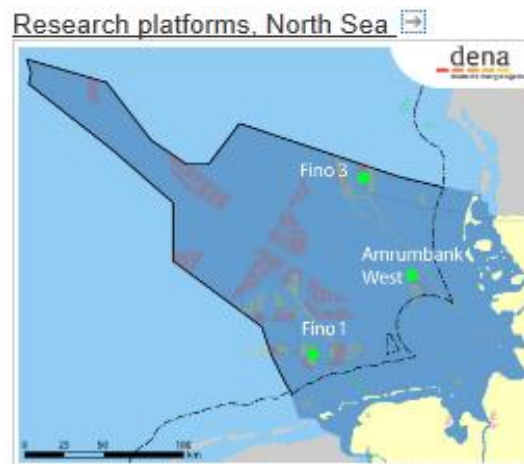 Research platforms, North Sea
dena
Fino 3
Amrumbank
West
Fino 1
0 25 50 100
km